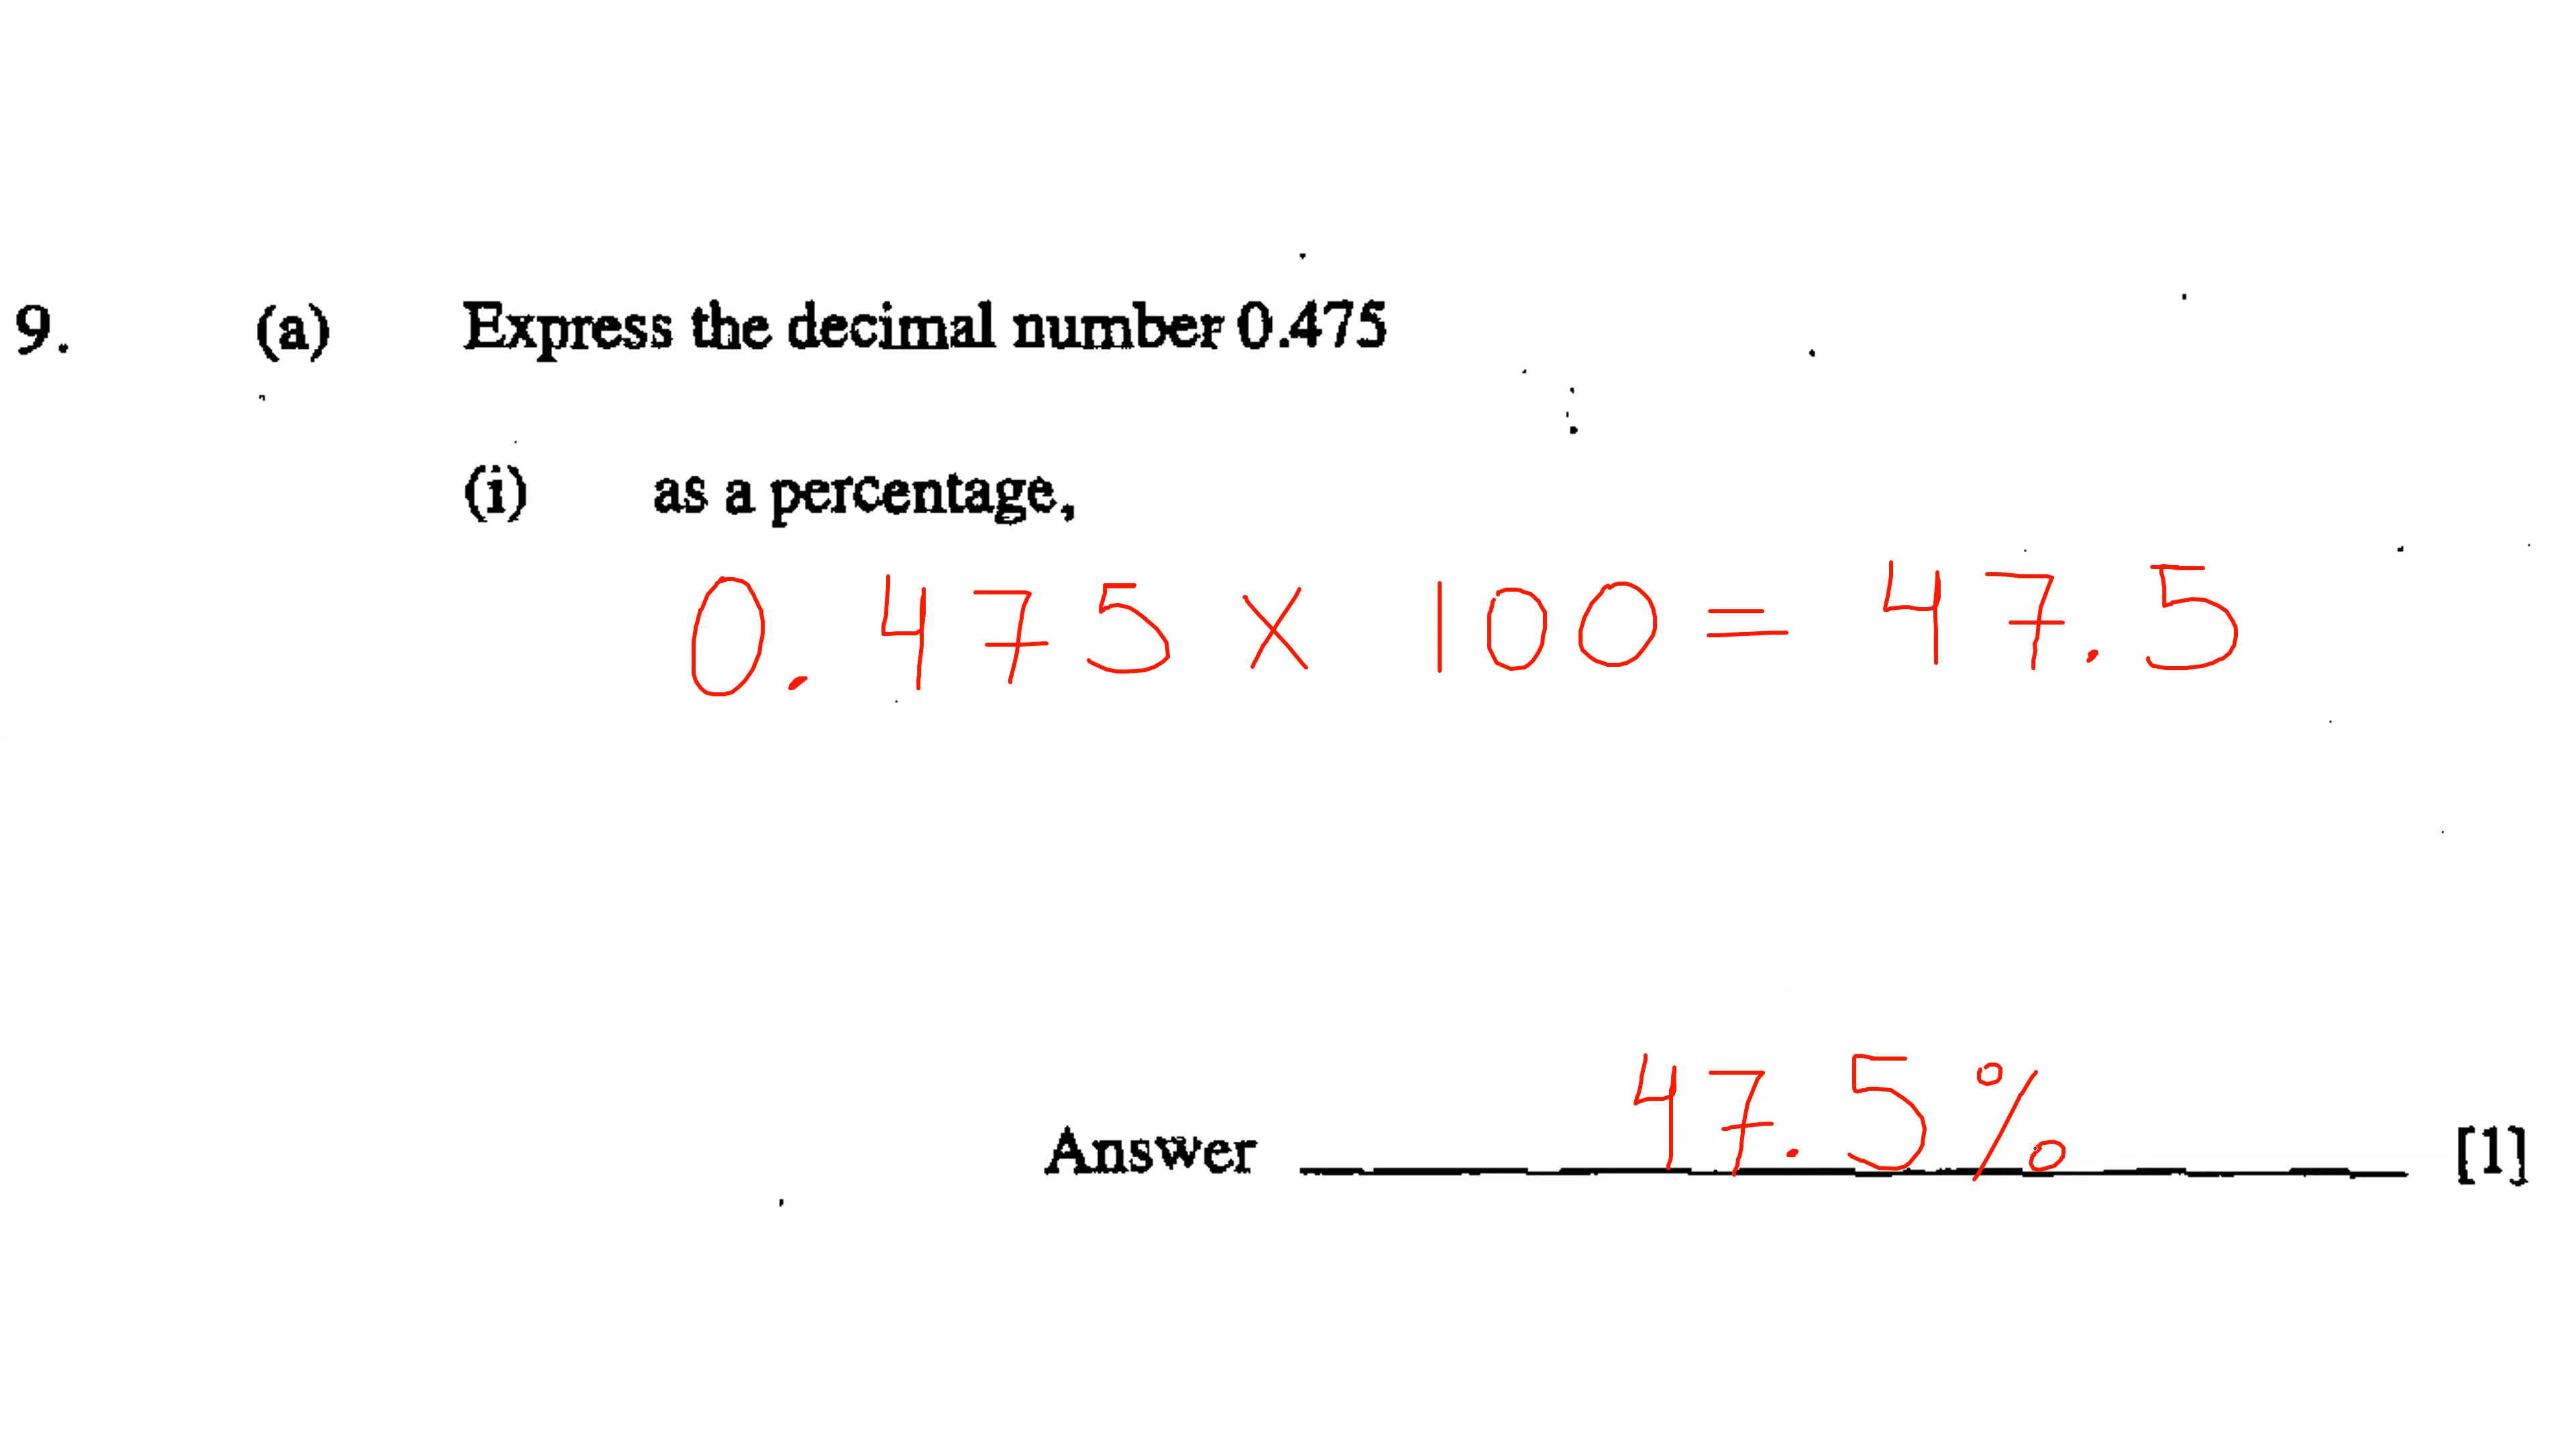 9. (a) Express the decimal number 0.475
(i) as a percentage,
0.475 x 100 = 47.5
Answer 47.5% [1]